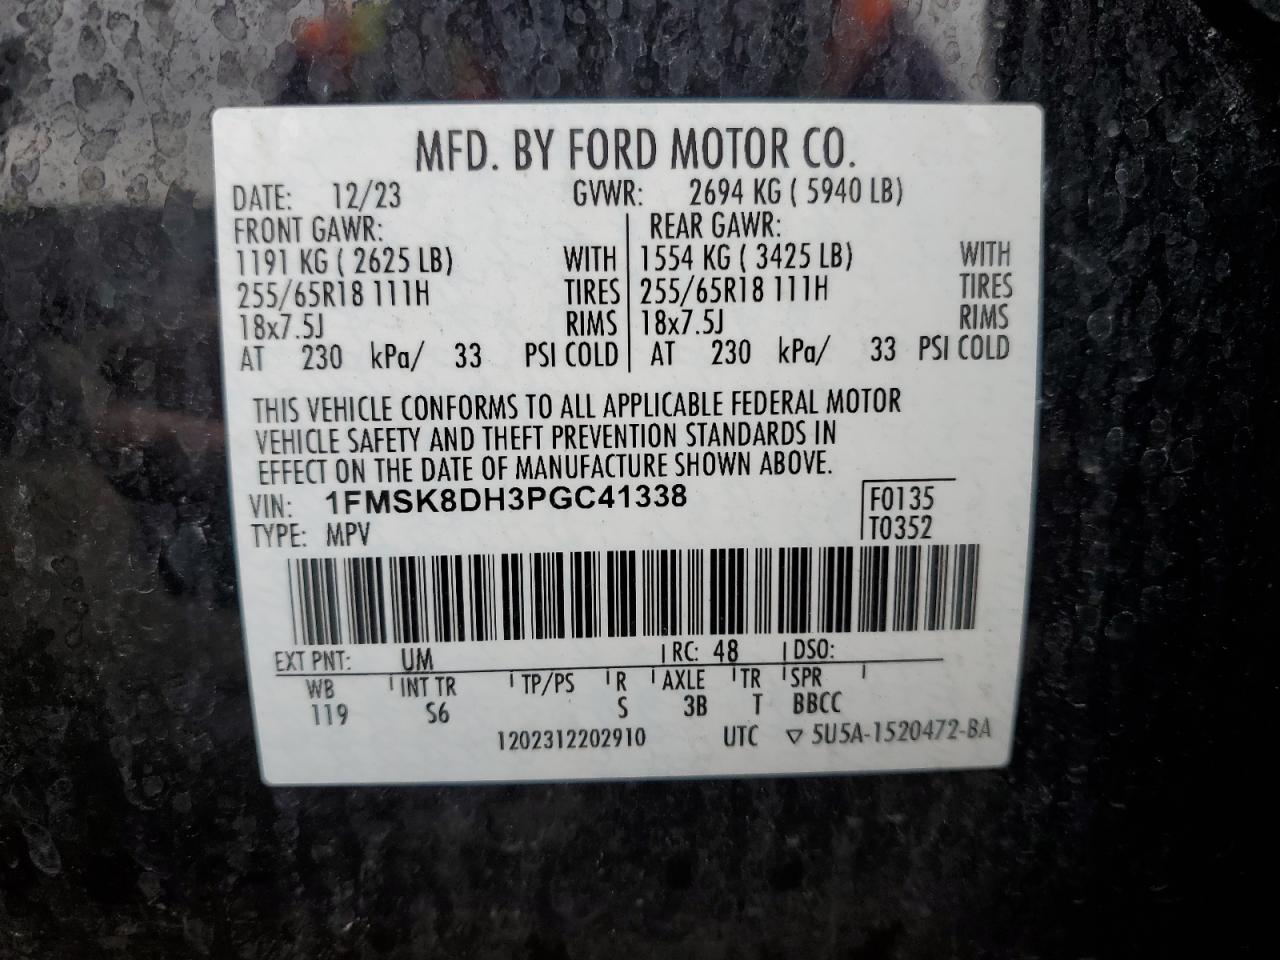 MFD. BY FORD MOTOR CO.
DATE: 12/23 GVWR: 2694 KG ( 5940 LB)
FRONT GAWR: REAR GAWR:
1191 KG ( 2625 LB) WITH 1554 KG ( 3425 LB) WITH
255/65R18 111H TIRES 255/65R18 111H TIRES
18x7.5J RIMS 18x7.5J RIMS
AT 230 kPa/ 33 PSI COLD AT 230 kPa/ 33 PSI COLD
THIS VEHICLE CONFORMS TO ALL APPLICABLE FEDERAL MOTOR
VEHICLE SAFETY AND THEFT PREVENTION STANDARDS IN
EFFECT ON THE DATE OF MANUFACTURE SHOWN ABOVE.
VIN: 1FMSK8DH3PGC41338 F0135
TYPE: MPV T0352
EXT PNT: UM RC: 48 DSO:
WB INT TR TP/PS R AXLE TR SPR
119 S6 S 3B T BBCC
1202312202910 UTC ▽ 5U5A-1520472-BA